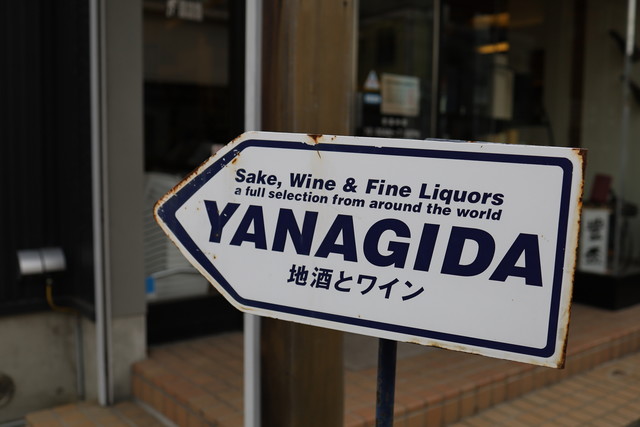 Sake, Wine & Fine Liquors
a full selection from around the world
YANAGIDA
地酒とワイン